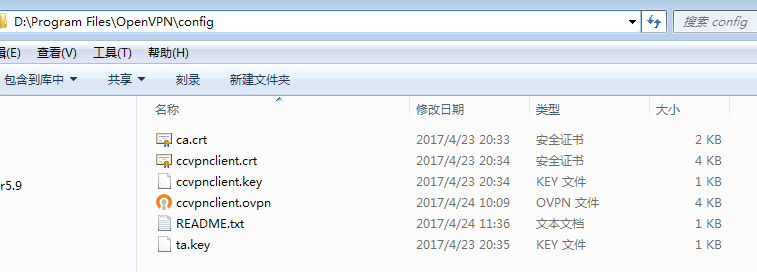 D:\Program Files\OpenVPN\config
搜索 config
查看(V) 工具(T) 帮助(H)
包含到库中 共享 刻录 新建文件夹
名称 修改日期 类型 大小
ca.crt 2017/4/23 20:33 安全证书 2 KB
ccvpnclient.crt 2017/4/23 20:34 安全证书 4 KB
ccvpnclient.key 2017/4/23 20:34 KEY 文件 1 KB
r5.9
ccvpnclient.ovpn 2017/4/24 10:09 OVPN 文件 4 KB
README.txt 2017/4/24 11:36 文本文档 1 KB
ta.key 2017/4/23 20:35 KEY 文件 1 KB